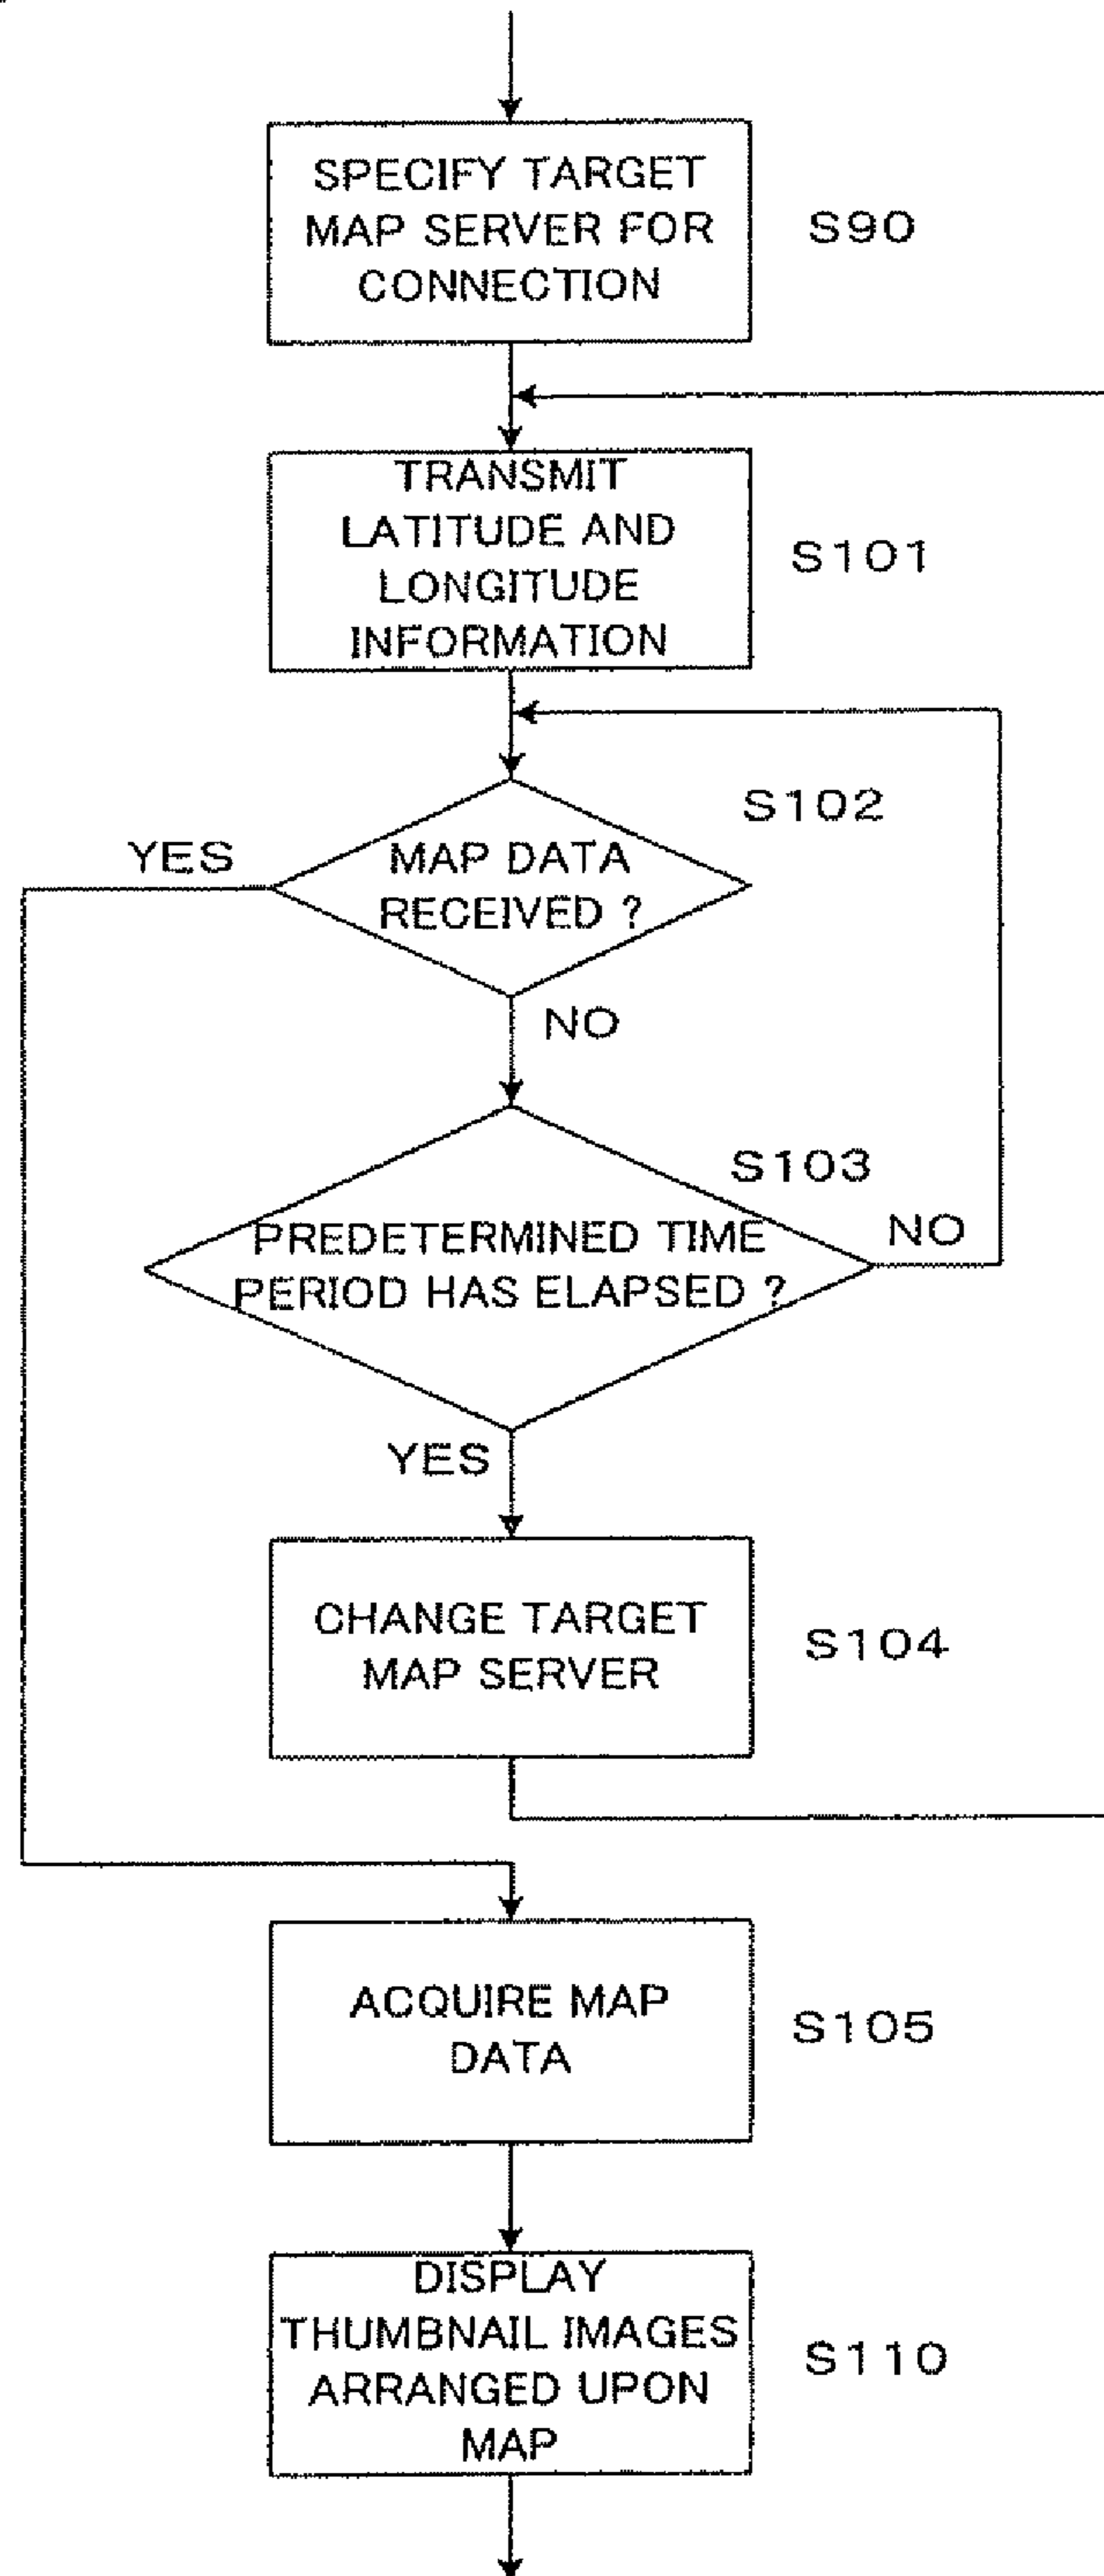 SPECIFY TARGET
MAP SERVER FOR
CONNECTION
S90
TRANSMIT
LATITUDE AND
LONGITUDE
INFORMATION
S101
S102
YES
MAP DATA
RECEIVED ?
NO
S103
PREDETERMINED TIME
PERIOD HAS ELAPSED ?
NO
YES
CHANGE TARGET
MAP SERVER
S104
ACQUIRE MAP
DATA
S105
DISPLAY
THUMBNAIL IMAGES
ARRANGED UPON
MAP
S110